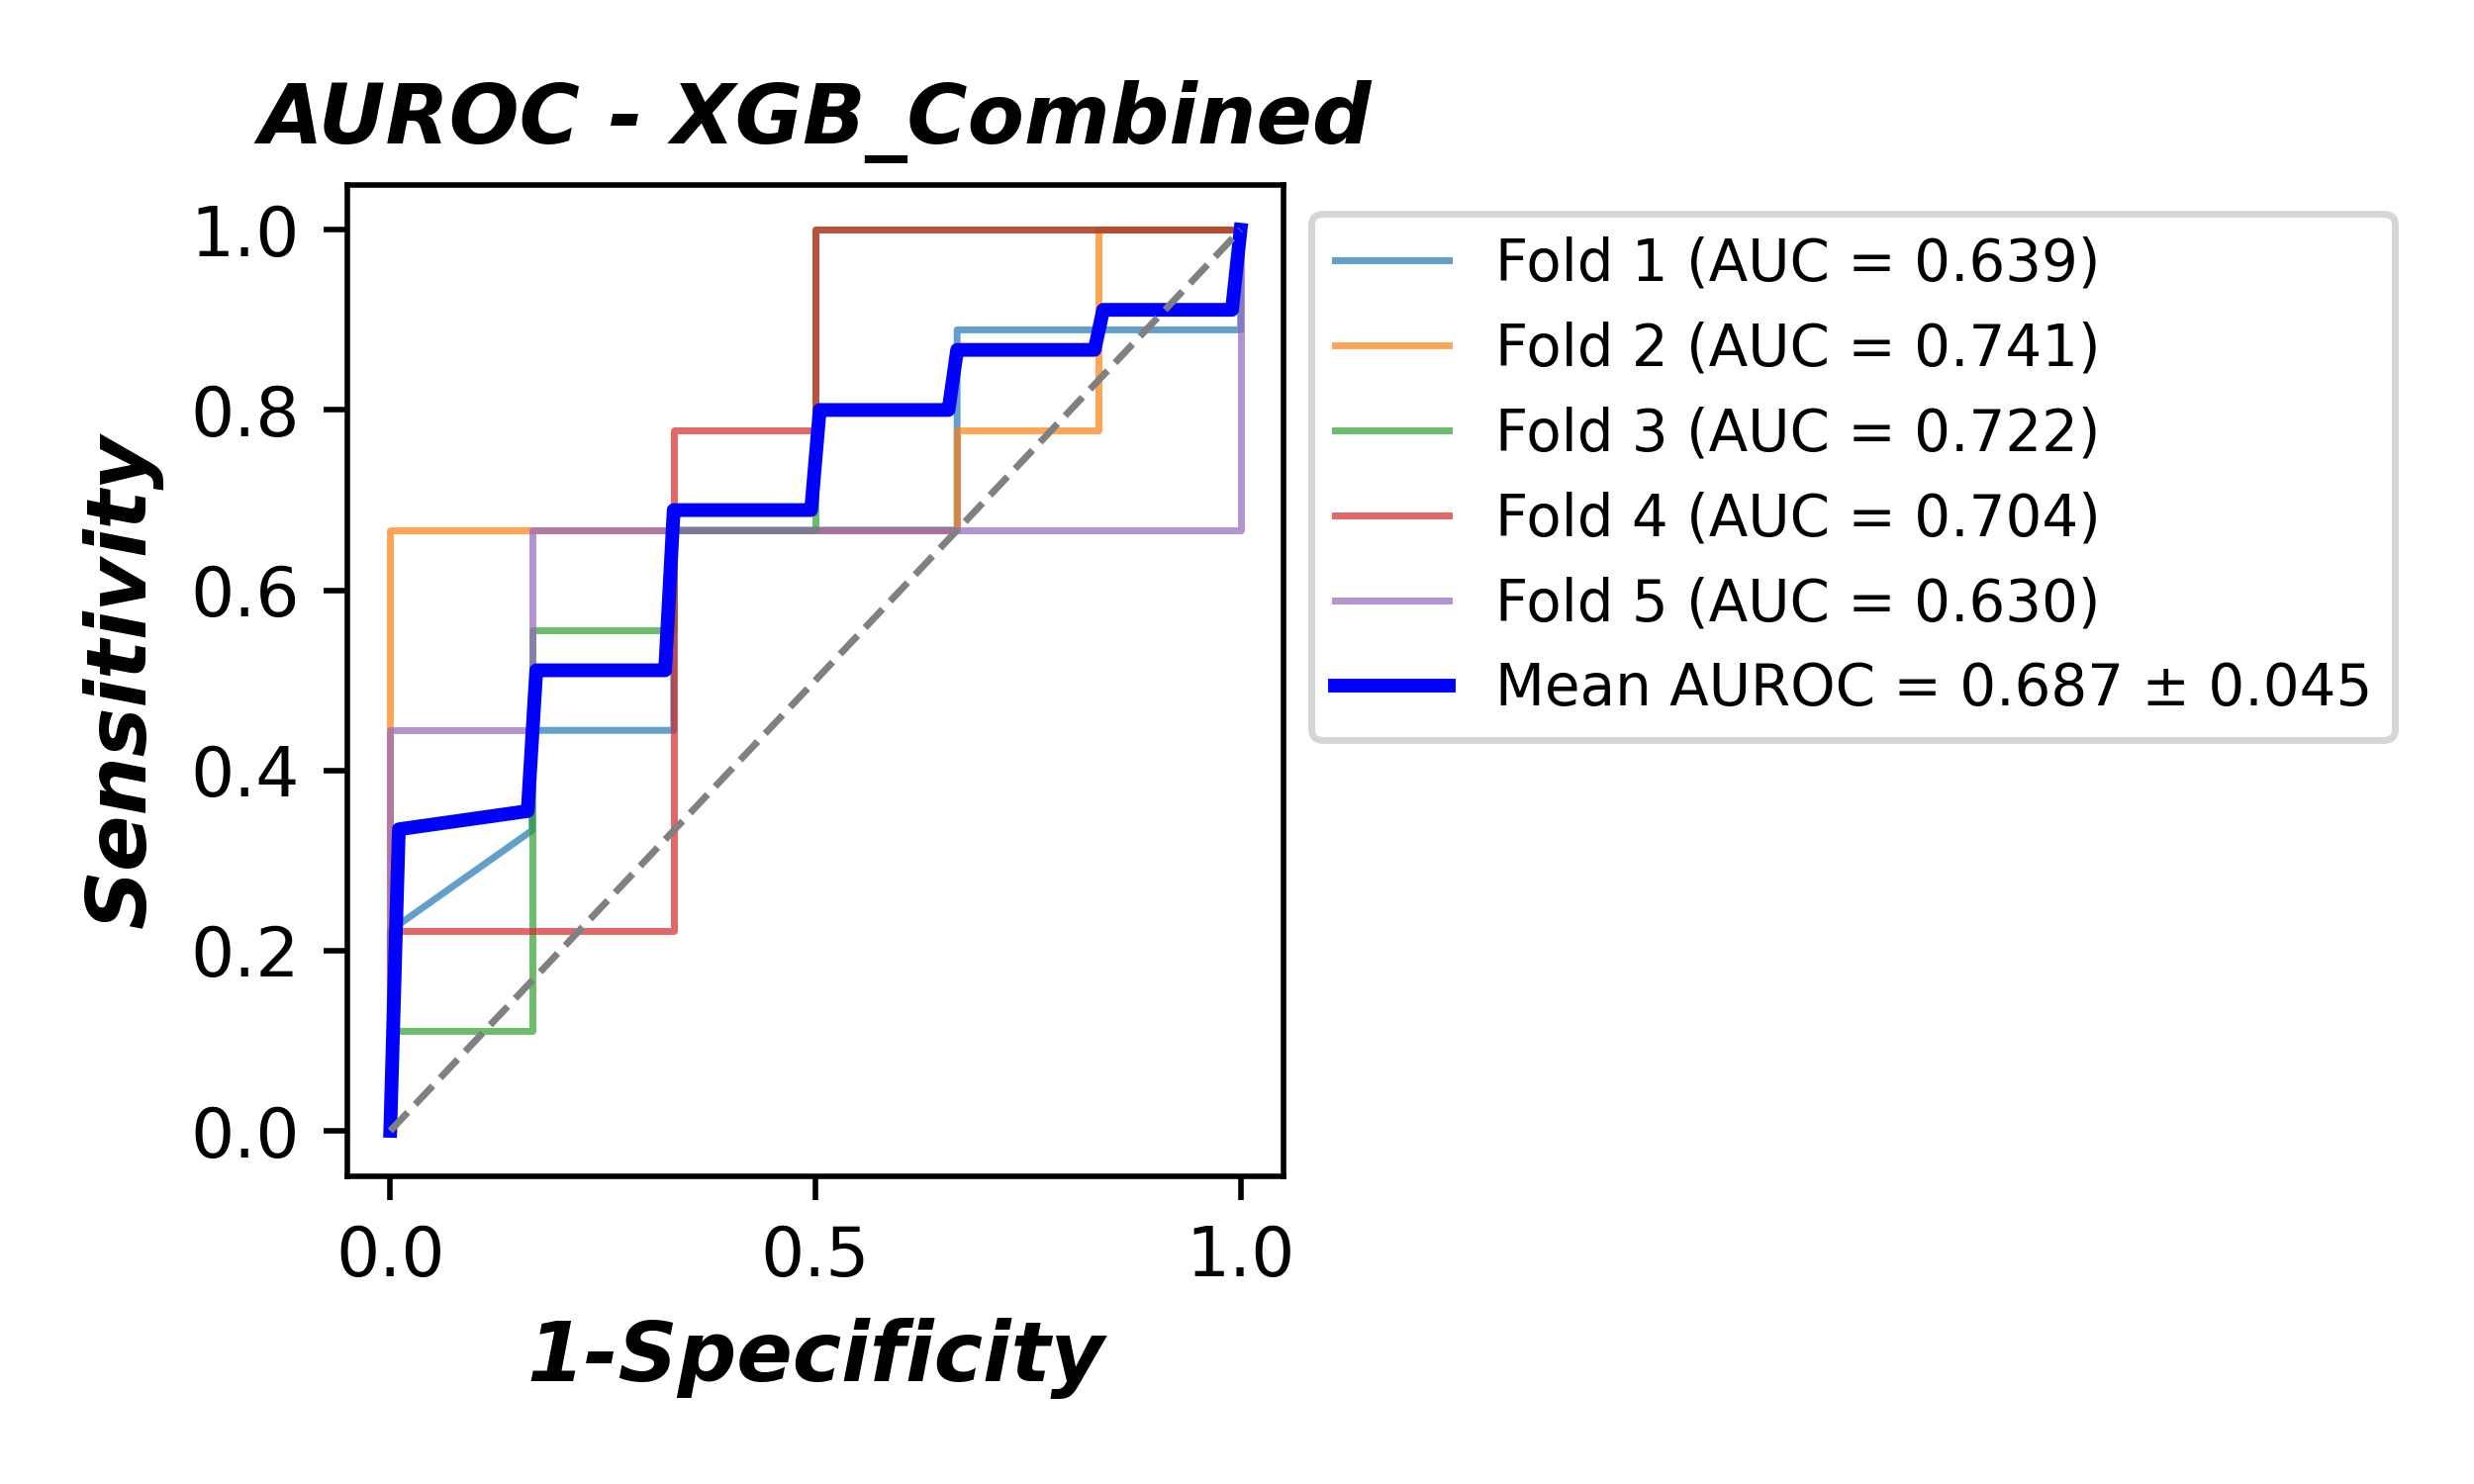 AUROC - XGB_Combined
Sensitivity
1.0
0.8
0.6
0.4
0.2
0.0
0.0 0.5 1.0
1-Specificity
Fold 1 (AUC = 0.639)
Fold 2 (AUC = 0.741)
Fold 3 (AUC = 0.722)
Fold 4 (AUC = 0.704)
Fold 5 (AUC = 0.630)
Mean AUROC = 0.687 ± 0.045